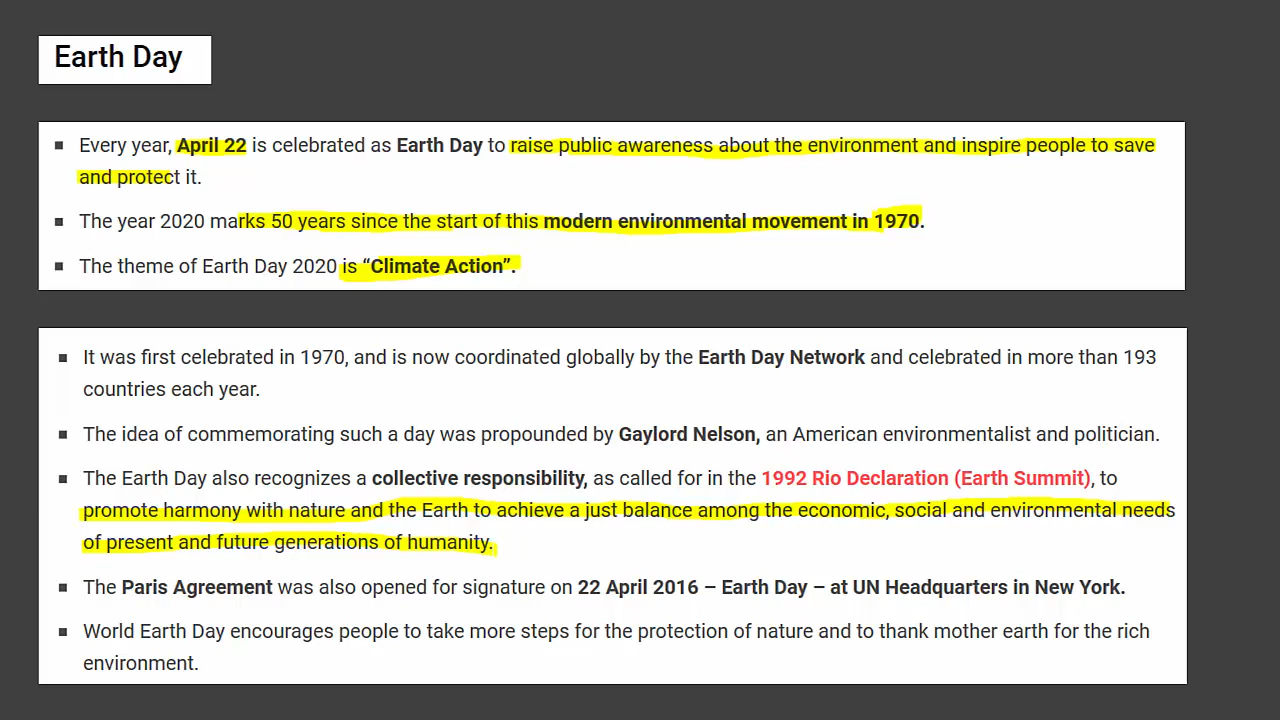 Earth Day
▪ Every year, April 22 is celebrated as Earth Day to raise public awareness about the environment and inspire people to save
and protect it.
▪ The year 2020 marks 50 years since the start of this modern environmental movement in 1970.
▪ The theme of Earth Day 2020 is “Climate Action”.
▪ It was first celebrated in 1970, and is now coordinated globally by the Earth Day Network and celebrated in more than 193
countries each year.
▪ The idea of commemorating such a day was propounded by Gaylord Nelson, an American environmentalist and politician.
▪ The Earth Day also recognizes a collective responsibility, as called for in the 1992 Rio Declaration (Earth Summit), to
promote harmony with nature and the Earth to achieve a just balance among the economic, social and environmental needs
of present and future generations of humanity.
▪ The Paris Agreement was also opened for signature on 22 April 2016 – Earth Day – at UN Headquarters in New York.
▪ World Earth Day encourages people to take more steps for the protection of nature and to thank mother earth for the rich
environment.